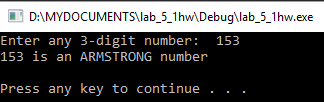 D:\MYDOCUMENTS\lab_5_1hw\Debug\lab_5_1hw.exe
Enter any 3-digit number:  153
153 is an ARMSTRONG number
Press any key to continue . . .